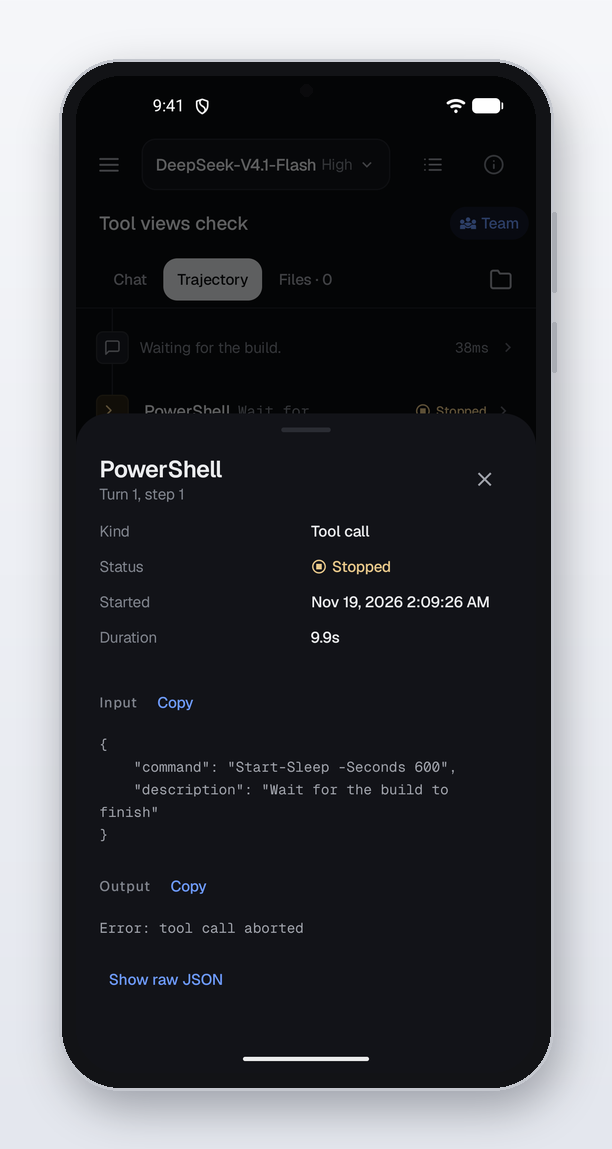 9:41
DeepSeek-V4.1-Flash High
Tool views check
Team
Chat
Trajectory
Files · 0
Waiting for the build.
38ms
PowerShell Wait for
Stopped
PowerShell
Turn 1, step 1
Kind
Tool call
Status
Stopped
Started
Nov 19, 2026 2:09:26 AM
Duration
9.9s
Input
Copy
{
"command": "Start-Sleep -Seconds 600",
"description": "Wait for the build to
finish"
}
Output
Copy
Error: tool call aborted
Show raw JSON